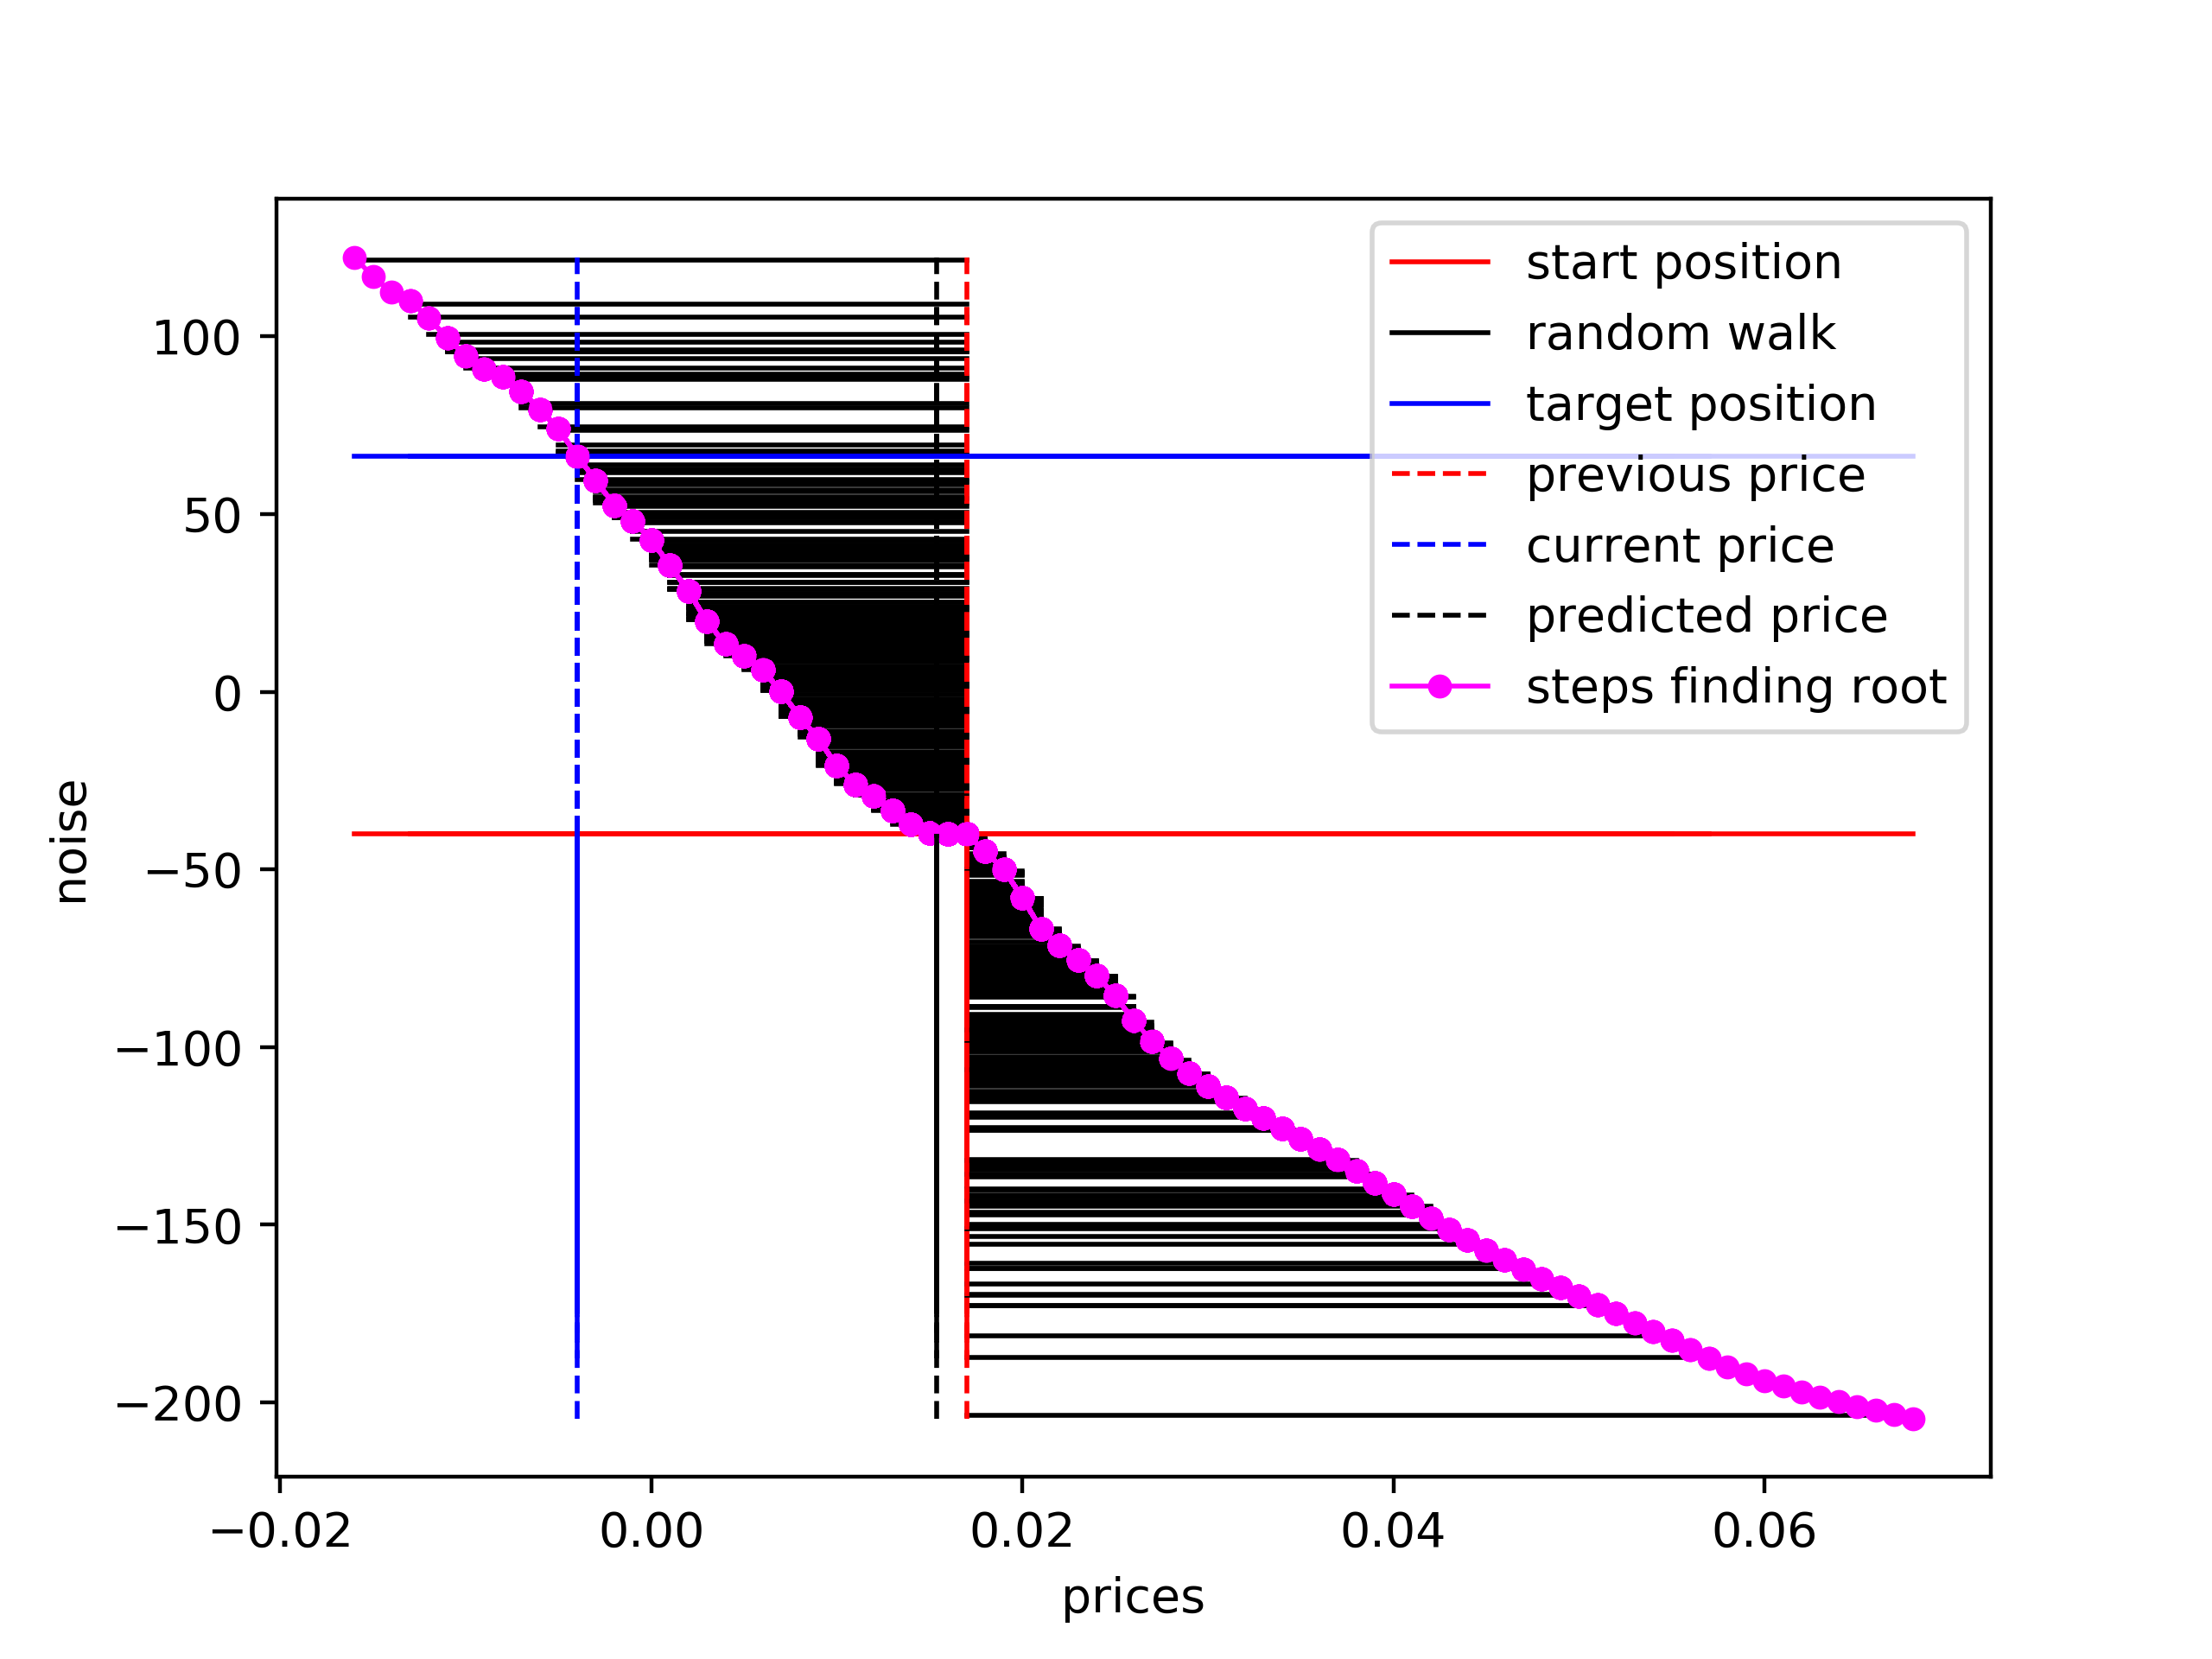 start position
random walk
target position
previous price
current price
predicted price
steps finding root
100
50
0
−50
−100
−150
−200
noise
−0.02
0.00
0.02
0.04
0.06
prices